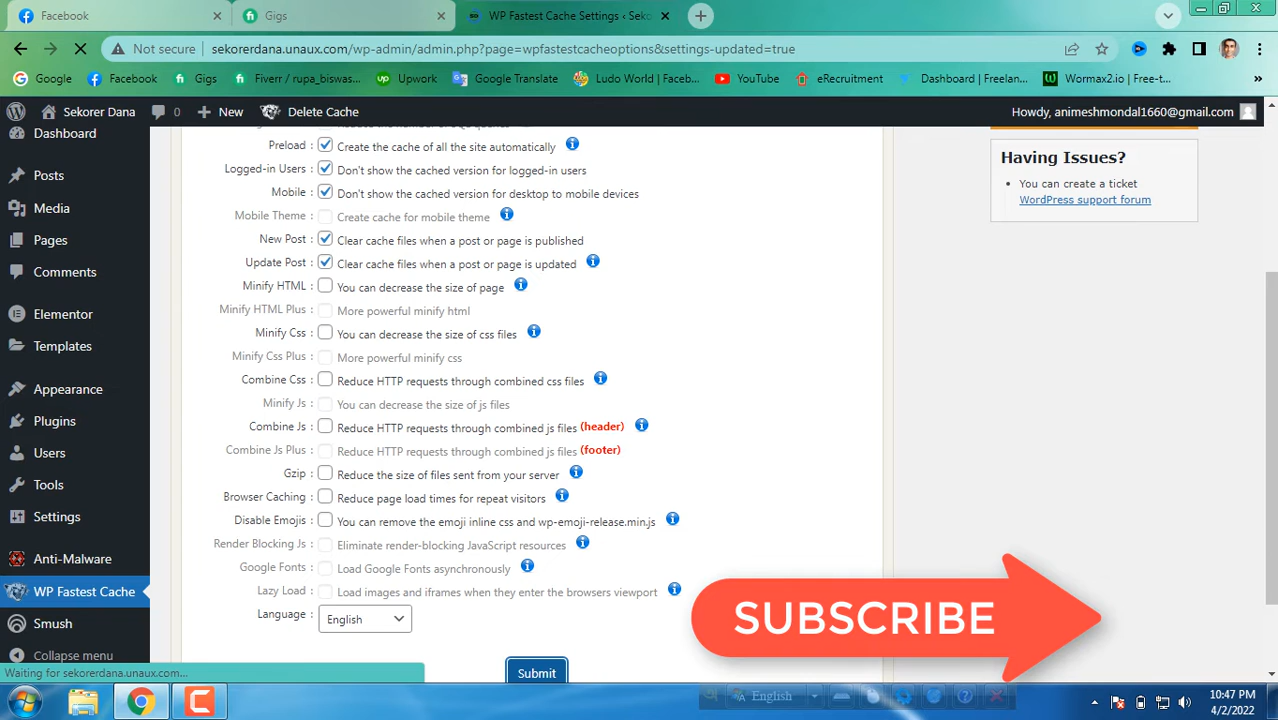 Facebook
Gigs
WP Fastest Cache Settings ‹ Seko
Not secure
sekorerdana.unaux.com/wp-admin/admin.php?page=wpfastestcacheoptions&settings-updated=true
Google
Facebook
Gigs
Fiverr / rupa_biswas...
Upwork
Google Translate
Ludo World | Faceb...
YouTube
eRecruitment
Dashboard | Freelan...
Wormax2.io | Free-t...
Sekorer Dana
0
New
Delete Cache
Howdy, animeshmondal1660@gmail.com
Dashboard
Posts
Media
Pages
Comments
Elementor
Templates
Appearance
Plugins
Users
Tools
Settings
Anti-Malware
WP Fastest Cache
Smush
Collapse menu
Preload : Create the cache of all the site automatically
Logged-in Users : Don't show the cached version for logged-in users
Mobile : Don't show the cached version for desktop to mobile devices
Mobile Theme : Create cache for mobile theme
New Post : Clear cache files when a post or page is published
Update Post : Clear cache files when a post or page is updated
Minify HTML : You can decrease the size of page
Minify HTML Plus : More powerful minify html
Minify Css : You can decrease the size of css files
Minify Css Plus : More powerful minify css
Combine Css : Reduce HTTP requests through combined css files
Minify Js : You can decrease the size of js files
Combine Js : Reduce HTTP requests through combined js files (header)
Combine Js Plus : Reduce HTTP requests through combined js files (footer)
Gzip : Reduce the size of files sent from your server
Browser Caching : Reduce page load times for repeat visitors
Disable Emojis : You can remove the emoji inline css and wp-emoji-release.min.js
Render Blocking Js : Eliminate render-blocking JavaScript resources
Google Fonts : Load Google Fonts asynchronously
Lazy Load : Load images and iframes when they enter the browsers viewport
Language : English
Submit
Having Issues?
You can create a ticket
WordPress support forum
SUBSCRIBE
Waiting for sekorerdana.unaux.com...
English
10:47 PM
4/2/2022